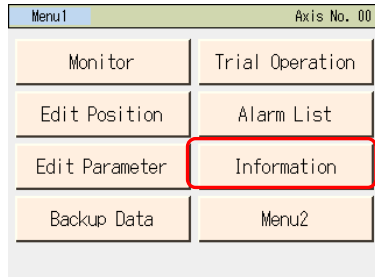 Menu1 Axis No. 00
Monitor Trial Operation
Edit Position Alarm List
Edit Parameter Information
Backup Data Menu2